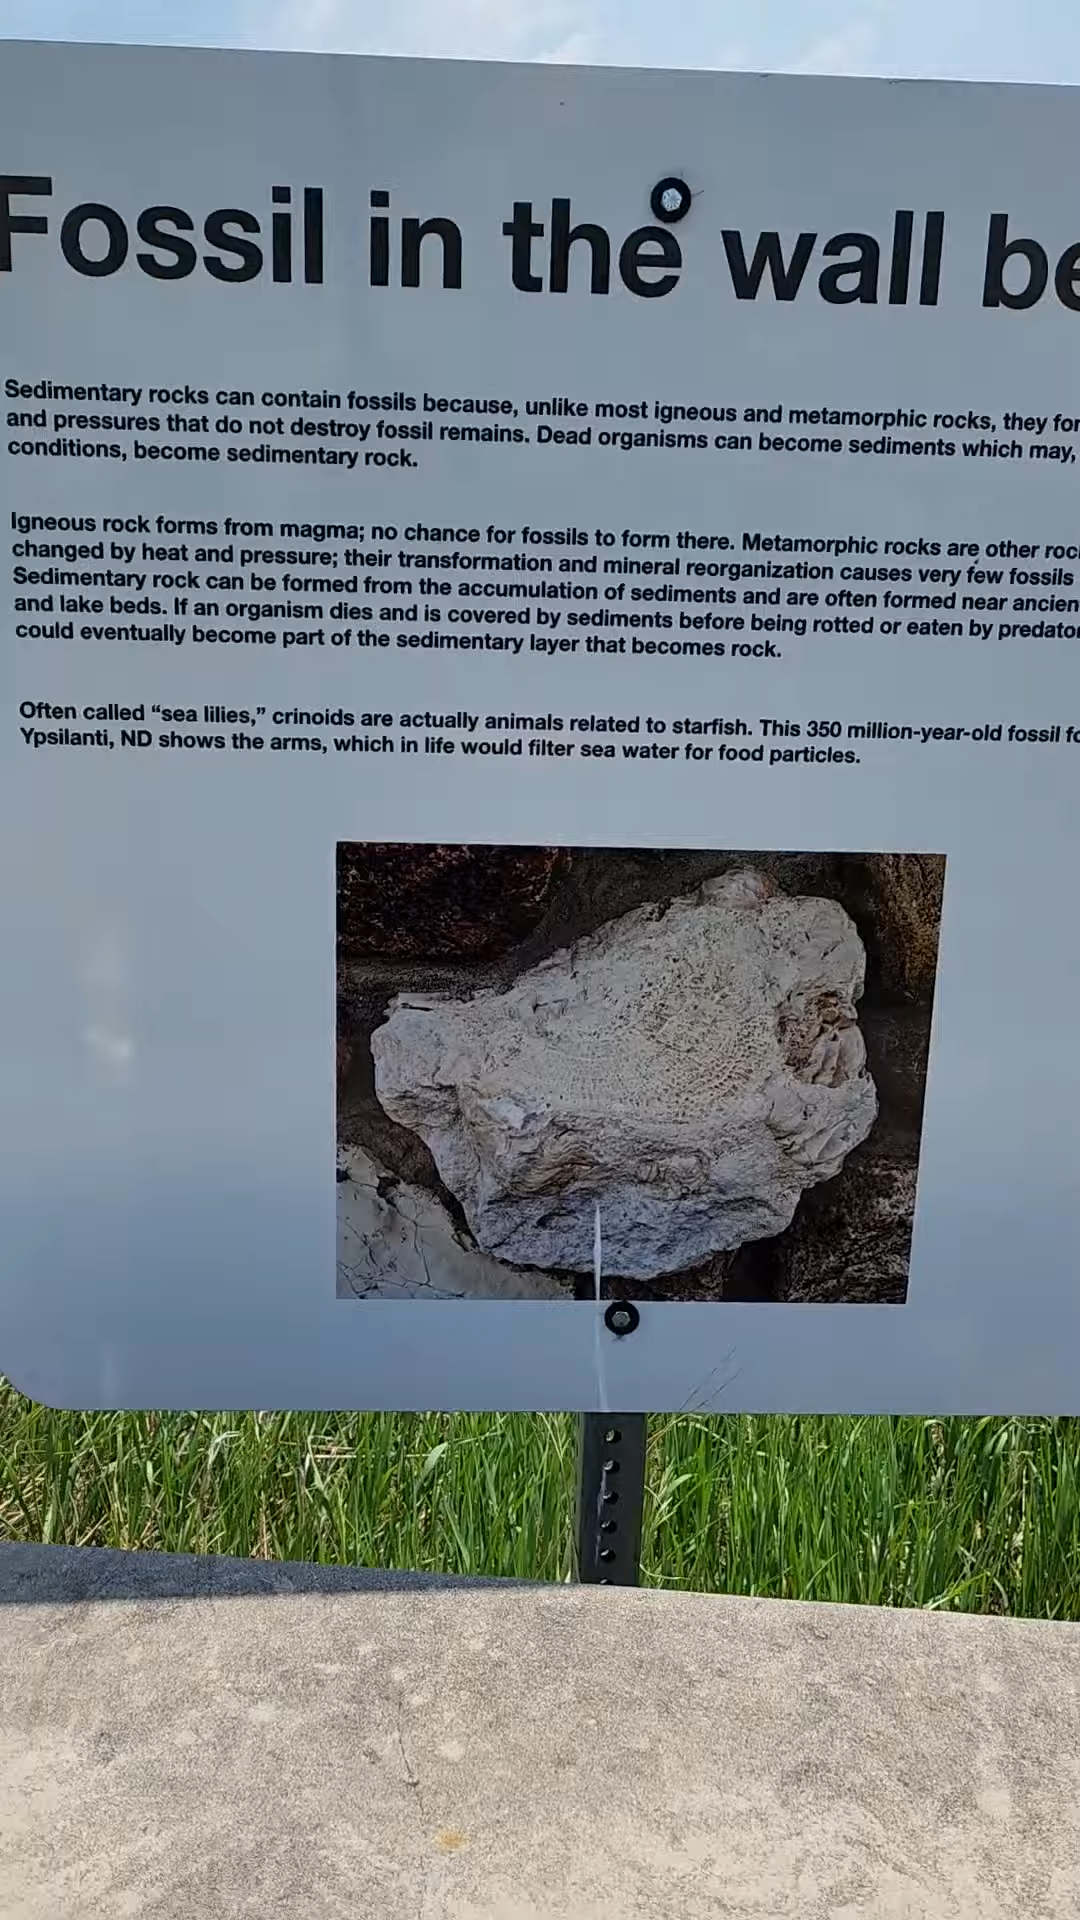 Fossil in the wall
Sedimentary rocks can contain fossils because, unlike most igneous and metamorphic rocks, they
and pressures that do not destroy fossil remains. Dead organisms can become sediments which may,
conditions, become sedimentary rock.
Igneous rock forms from magma; no chance for fossils to form there. Metamorphic rocks are other
changed by heat and pressure; their transformation and mineral reorganization causes very few fossils
Sedimentary rock can be formed from the accumulation of sediments and are often formed near
and lake beds. If an organism dies and is covered by sediments before being rotted or eaten by
could eventually become part of the sedimentary layer that becomes rock.
Often called “sea lilies,” crinoids are actually animals related to starfish. This 350 million-year-old fossil
Ypsilanti, ND shows the arms, which in life would filter sea water for food particles.